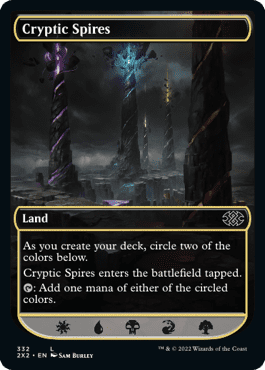 Cryptic Spires
Land
As you create your deck, circle two of the
colors below.
Cryptic Spires enters the battlefield tapped.
: Add one mana of either of the circled
colors.
332 L
2X2 • EN SAM BURLEY
™ & © 2022 Wizards of the Coast